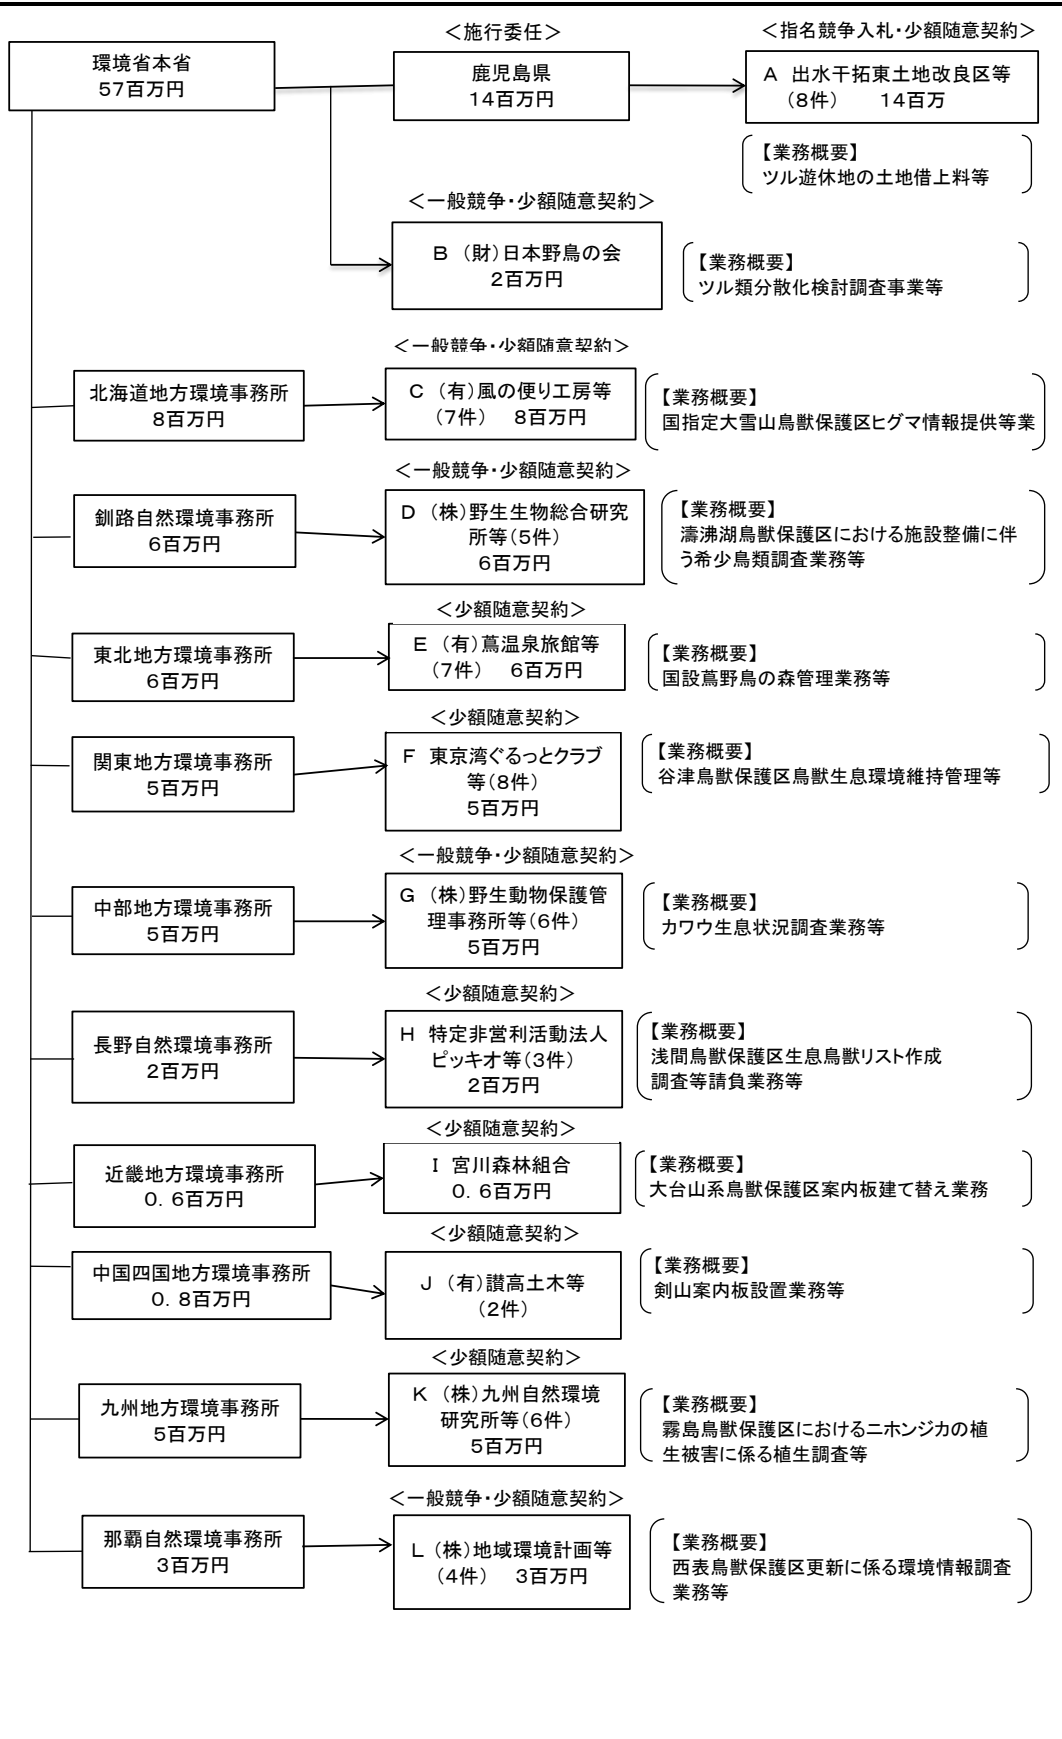 ＜施行委任＞
＜指名競争入札・少額随意契約＞
環境省本省
57百万円
鹿児島県
14百万円
A　出水干拓東土地改良区等
（8件）　14百万
【業務概要】
ツル遊休地の土地借上料等
＜一般競争・少額随意契約＞
B　（財）日本野鳥の会
2百万円
【業務概要】
ツル類分散化検討調査事業等
＜一般競争・少額随意契約＞
北海道地方環境事務所
8百万円
C　（有）風の便り工房等
（7件）　8百万円
【業務概要】
国指定大雪山鳥獣保護区ヒグマ情報提供等業
＜一般競争・少額随意契約＞
釧路自然環境事務所
6百万円
D　（株）野生生物総合研究
所等（5件）
6百万円
【業務概要】
濤沸湖鳥獣保護区における施設整備に伴
う希少鳥類調査業務等
＜少額随意契約＞
東北地方環境事務所
6百万円
E　（有）蔦温泉旅館等
（7件）　6百万円
【業務概要】
国設蔦野鳥の森管理業務等
＜少額随意契約＞
関東地方環境事務所
5百万円
F　東京湾ぐるっとクラブ
等（8件）
5百万円
【業務概要】
谷津鳥獣保護区鳥獣生息環境維持管理等
＜一般競争・少額随意契約＞
中部地方環境事務所
5百万円
G　（株）野生動物保護管
理事務所等（6件）
5百万円
【業務概要】
カワウ生息状況調査業務等
＜少額随意契約＞
長野自然環境事務所
2百万円
H　特定非営利活動法人
ピッキオ等（3件）
2百万円
【業務概要】
浅間鳥獣保護区生息鳥獣リスト作成
調査等請負業務等
＜少額随意契約＞
近畿地方環境事務所
0．6百万円
I　宮川森林組合
0．6百万円
【業務概要】
大台山系鳥獣保護区案内板建て替え業務
＜少額随意契約＞
中国四国地方環境事務所
0．8百万円
J　（有）讃高土木等
（2件）
【業務概要】
剣山案内板設置業務等
＜少額随意契約＞
九州地方環境事務所
5百万円
K　（株）九州自然環境
研究所等（6件）
5百万円
【業務概要】
霧島鳥獣保護区におけるニホンジカの植
生被害に係る植生調査等
＜一般競争・少額随意契約＞
那覇自然環境事務所
3百万円
L　（株）地域環境計画等
（4件）　3百万円
【業務概要】
西表鳥獣保護区更新に係る環境情報調査
業務等